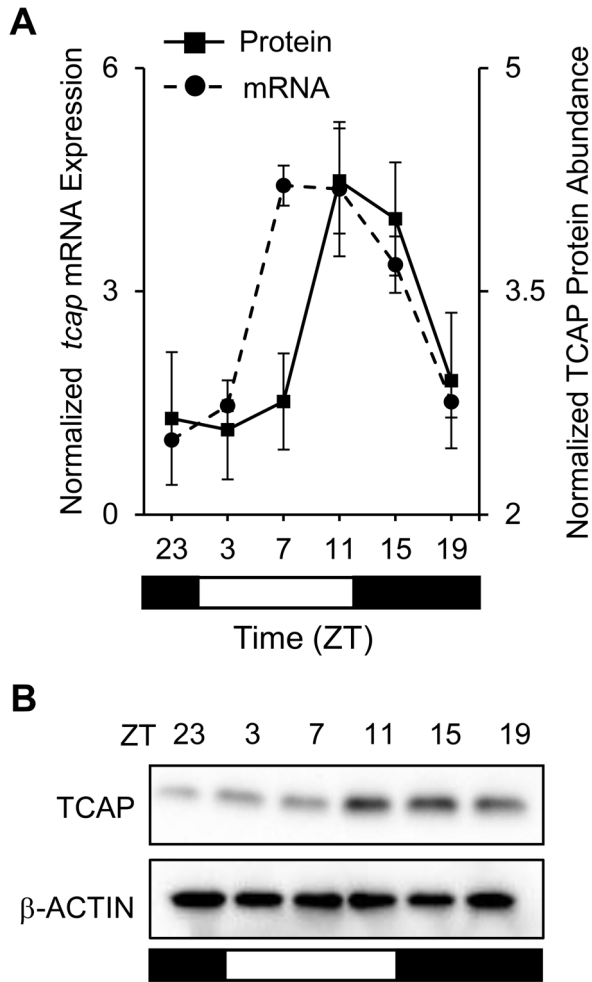 A
Protein
mRNA
Normalized tcap mRNA Expression
6
3
0
5
3.5
2
Normalized TCAP Protein Abundance
23 3 7 11 15 19
Time (ZT)
B
ZT 23 3 7 11 15 19
TCAP
β-ACTIN